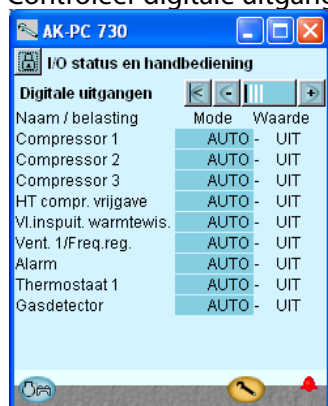 Controleer digitale uitgang
AK-PC 730
I/O status en handbediening
Digitale uitgangen
Naam / belasting Mode Waarde
Compressor 1 AUTO - UIT
Compressor 2 AUTO - UIT
Compressor 3 AUTO - UIT
HT compr. vrijgave AUTO - UIT
Vl.inspuit. warmtewis. AUTO - UIT
Vent. 1/Freq.reg. AUTO - UIT
Alarm AUTO - UIT
Thermostaat 1 AUTO - UIT
Gasdetector AUTO - UIT